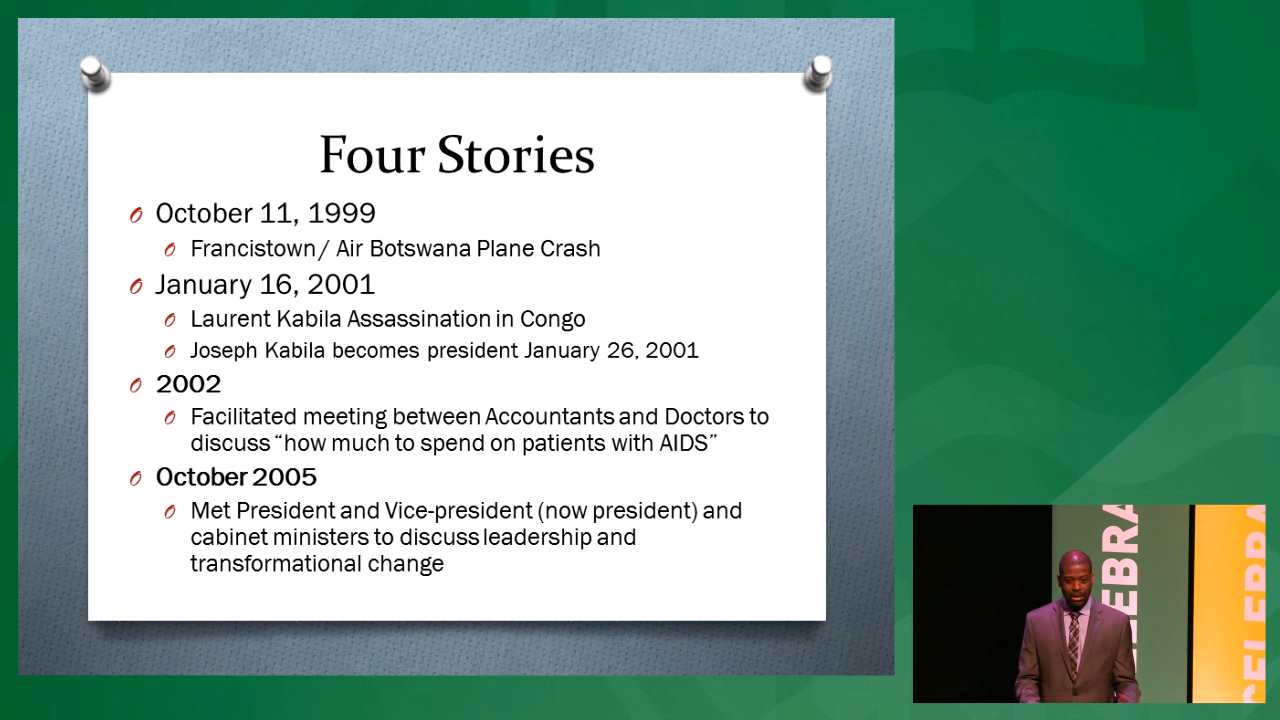 Four Stories
October 11, 1999
Francistown/ Air Botswana Plane Crash
January 16, 2001
Laurent Kabila Assassination in Congo
Joseph Kabila becomes president January 26, 2001
2002
Facilitated meeting between Accountants and Doctors to
discuss “how much to spend on patients with AIDS”
October 2005
Met President and Vice-president (now president) and
cabinet ministers to discuss leadership and
transformational change
EBRA
CELEBRA